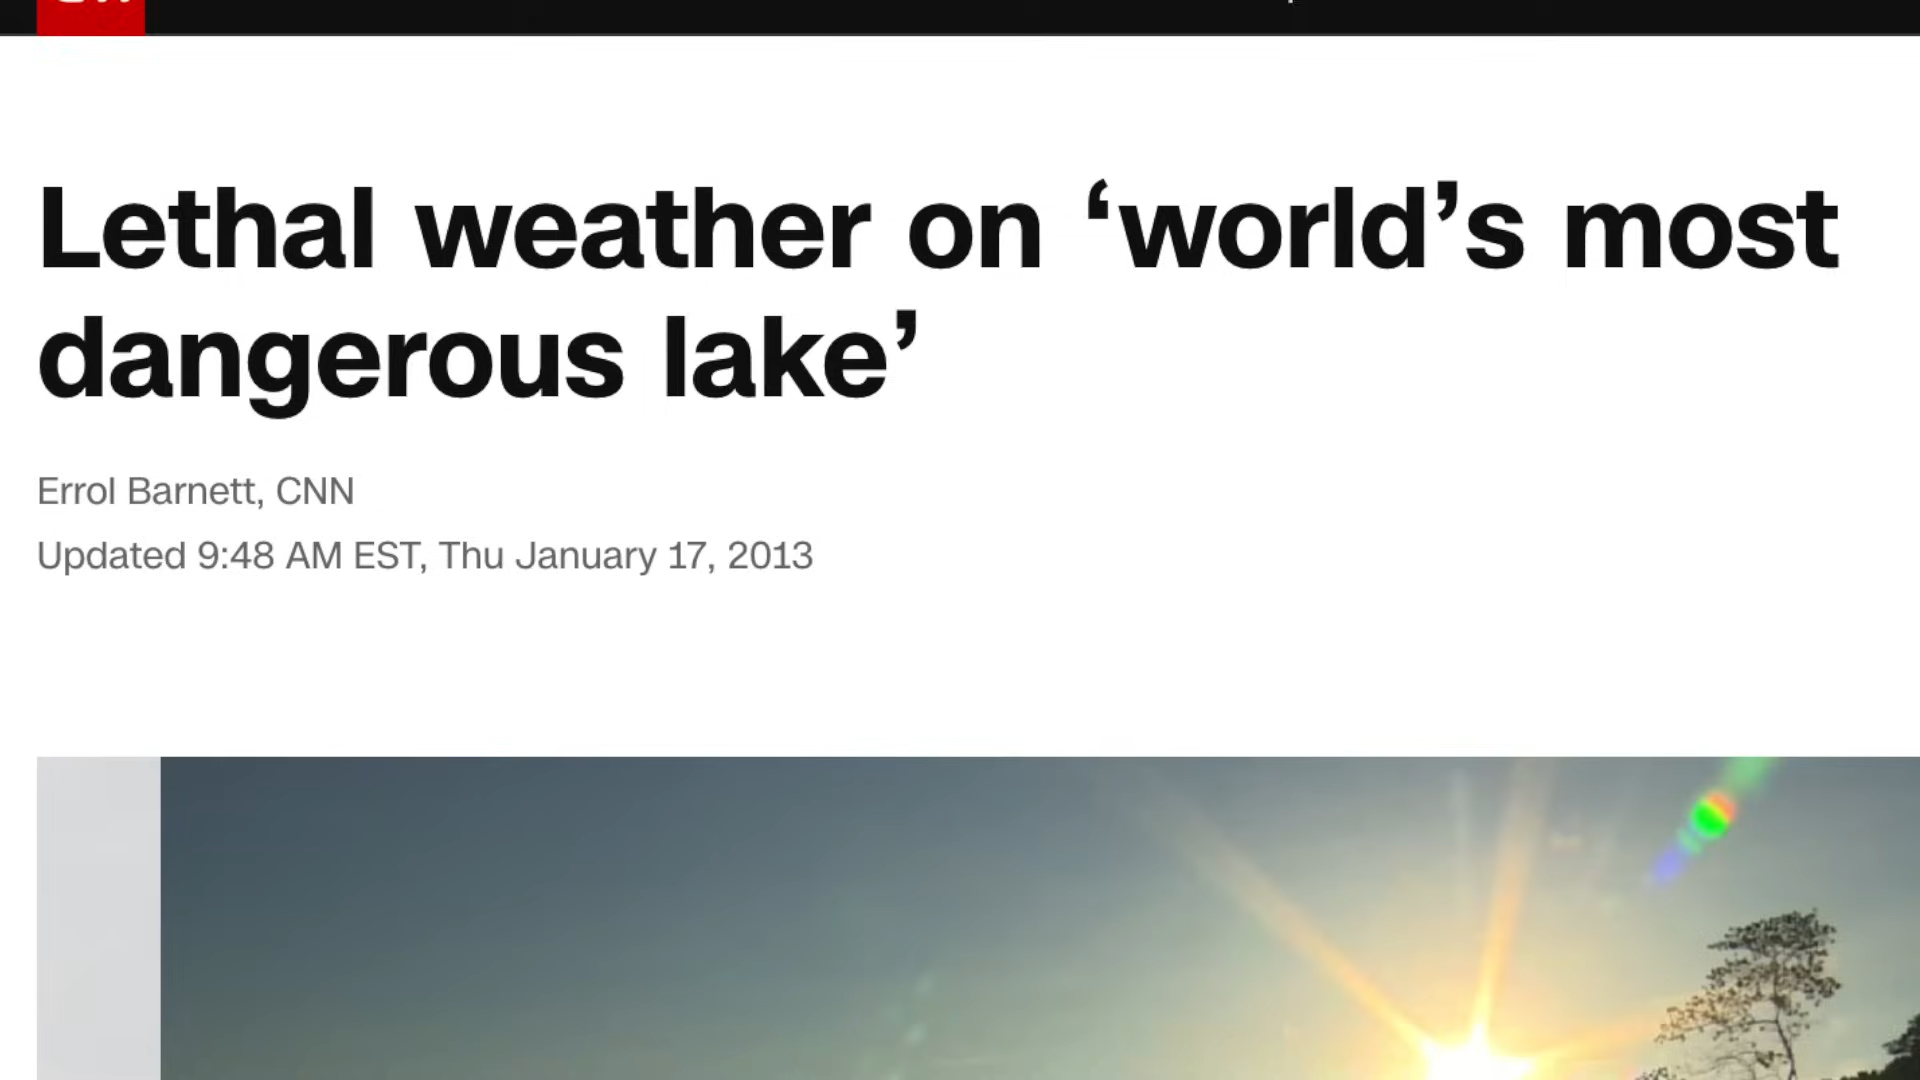 Lethal weather on ‘world’s most
dangerous lake’
Errol Barnett, CNN
Updated 9:48 AM EST, Thu January 17, 2013